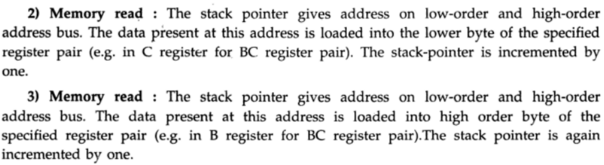 2) Memory read : The stack pointer gives address on low-order and high-order
address bus. The data present at this address is loaded into the lower byte of the specified
register pair (e.g. in C register for BC register pair). The stack-pointer is incremented by
one.
3) Memory read : The stack pointer gives address on low-order and high-order
address bus. The data present at this address is loaded into high order byte of the
specified register pair (e.g. in B register for BC register pair).The stack pointer is again
incremented by one.